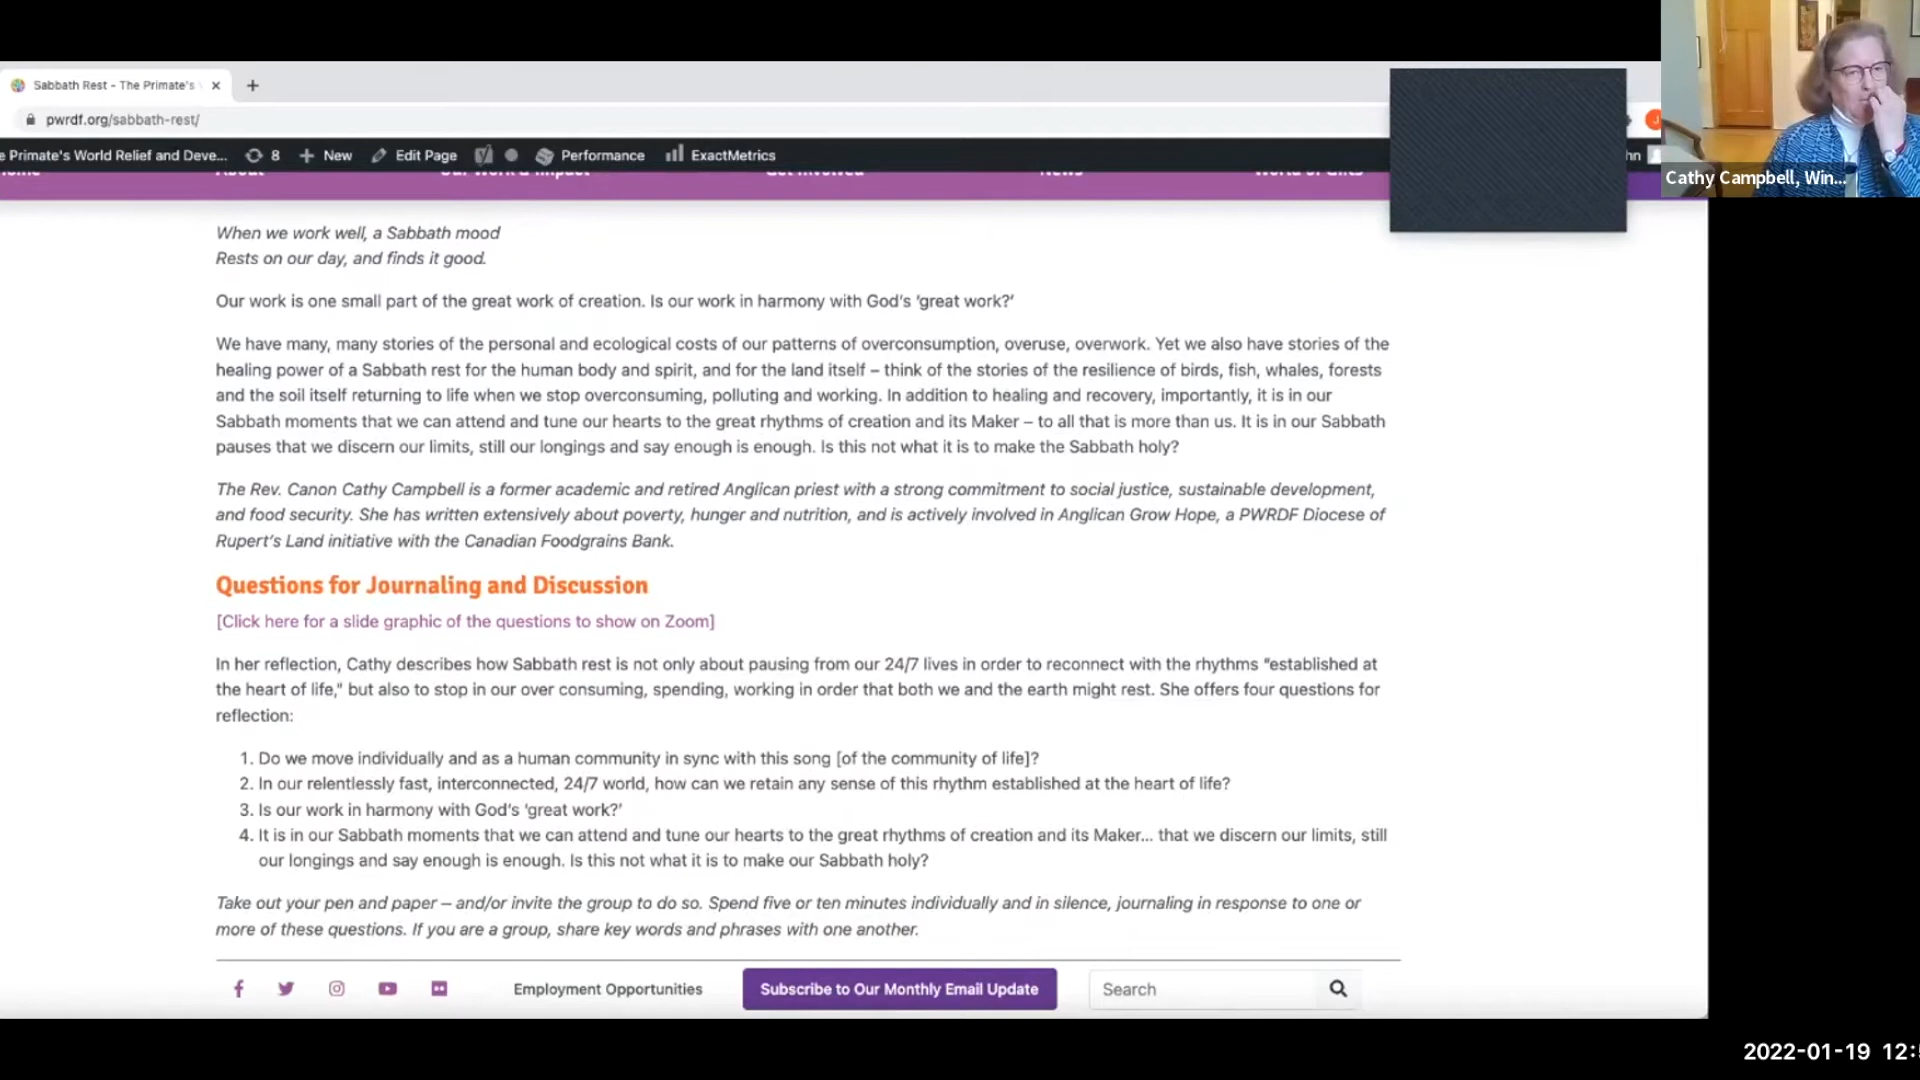 Sabbath Rest - The Primate's
pwrdf.org/sabbath-rest/
e Primate's World Relief and Deve... 8 New Edit Page Performance ExactMetrics hn
About Our Work & Impact Get Involved News World of Gifts
Cathy Campbell, Win...
When we work well, a Sabbath mood
Rests on our day, and finds it good.
Our work is one small part of the great work of creation. Is our work in harmony with God's 'great work?'
We have many, many stories of the personal and ecological costs of our patterns of overconsumption, overuse, overwork. Yet we also have stories of the
healing power of a Sabbath rest for the human body and spirit, and for the land itself – think of the stories of the resilience of birds, fish, whales, forests
and the soil itself returning to life when we stop overconsuming, polluting and working. In addition to healing and recovery, importantly, it is in our
Sabbath moments that we can attend and tune our hearts to the great rhythms of creation and its Maker – to all that is more than us. It is in our Sabbath
pauses that we discern our limits, still our longings and say enough is enough. Is this not what it is to make the Sabbath holy?
The Rev. Canon Cathy Campbell is a former academic and retired Anglican priest with a strong commitment to social justice, sustainable development,
and food security. She has written extensively about poverty, hunger and nutrition, and is actively involved in Anglican Grow Hope, a PWRDF Diocese of
Rupert's Land initiative with the Canadian Foodgrains Bank.
Questions for Journaling and Discussion
[Click here for a slide graphic of the questions to show on Zoom]
In her reflection, Cathy describes how Sabbath rest is not only about pausing from our 24/7 lives in order to reconnect with the rhythms "established at
the heart of life," but also to stop in our over consuming, spending, working in order that both we and the earth might rest. She offers four questions for
reflection:
1. Do we move individually and as a human community in sync with this song [of the community of life]?
2. In our relentlessly fast, interconnected, 24/7 world, how can we retain any sense of this rhythm established at the heart of life?
3. Is our work in harmony with God's 'great work?'
4. It is in our Sabbath moments that we can attend and tune our hearts to the great rhythms of creation and its Maker... that we discern our limits, still
our longings and say enough is enough. Is this not what it is to make our Sabbath holy?
Take out your pen and paper – and/or invite the group to do so. Spend five or ten minutes individually and in silence, journaling in response to one or
more of these questions. If you are a group, share key words and phrases with one another.
Employment Opportunities Subscribe to Our Monthly Email Update Search
2022-01-19 12: